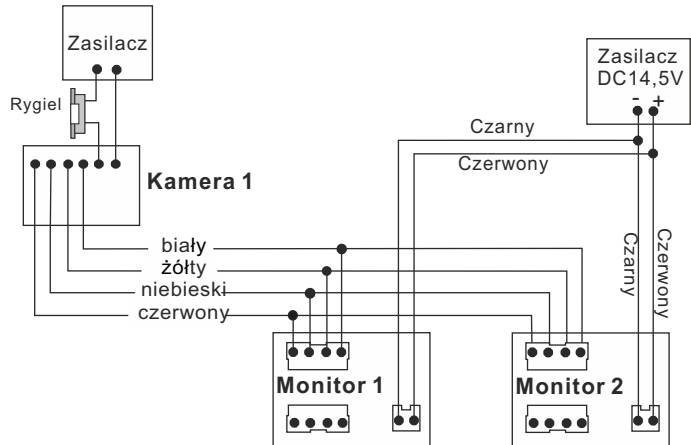 Zasilacz
Zasilacz
DC14,5V
- +
Rygiel
Czarny
Czerwony
Kamera 1
biały
żółty
niebieski
czerwony
Czarny
Czerwony
Monitor 1
Monitor 2